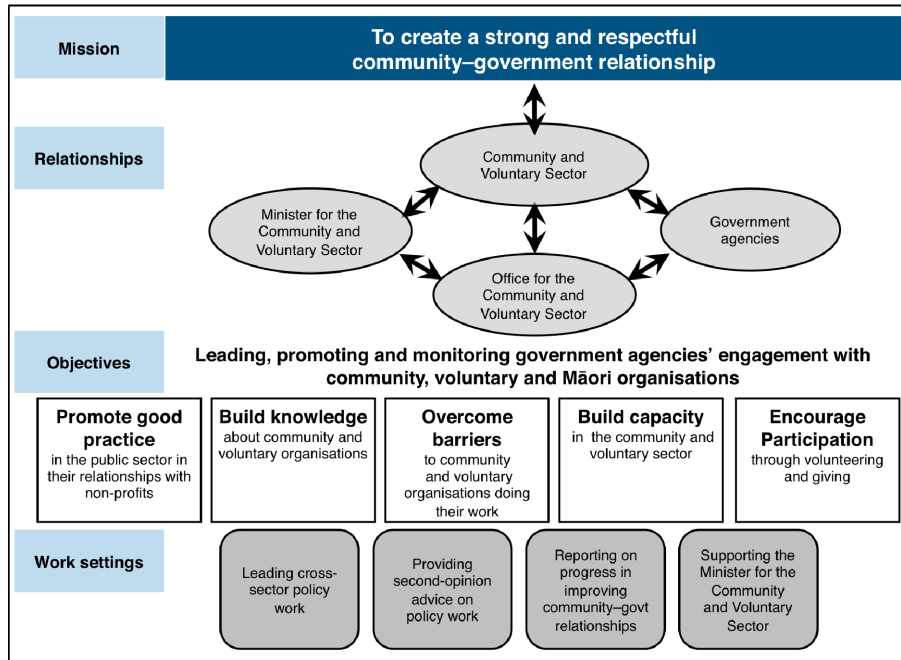 Mission
To create a strong and respectful
community–government relationship
Relationships
Community and
Voluntary Sector
Minister for the
Community and
Voluntary Sector
Government
agencies
Office for the
Community and
Voluntary Sector
Objectives
Leading, promoting and monitoring government agencies’ engagement with
community, voluntary and Māori organisations
Promote good
practice
in the public sector in
their relationships with
non-profits
Build knowledge
about community and
voluntary organisations
Overcome
barriers
to community
and voluntary
organisations doing
their work
Build capacity
in the community and
voluntary sector
Encourage
Participation
through volunteering
and giving
Work settings
Leading cross-
sector policy
work
Providing
second-opinion
advice on
policy work
Reporting on
progress in
improving
community–govt
relationships
Supporting the
Minister for the
Community
and Voluntary
Sector